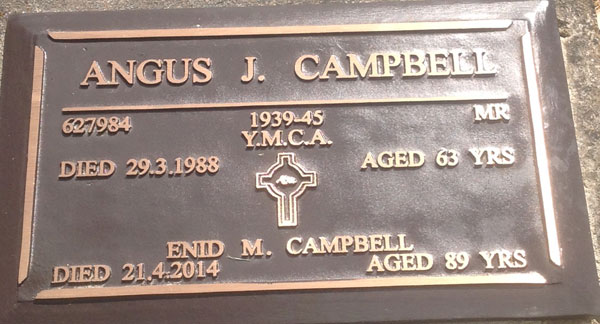 ANGUS J. CAMPBELL
627984 1939-45 MR
Y.M.C.A.
DIED 29.3.1988 AGED 63 YRS
ENID M. CAMPBELL
DIED 21.4.2014 AGED 89 YRS